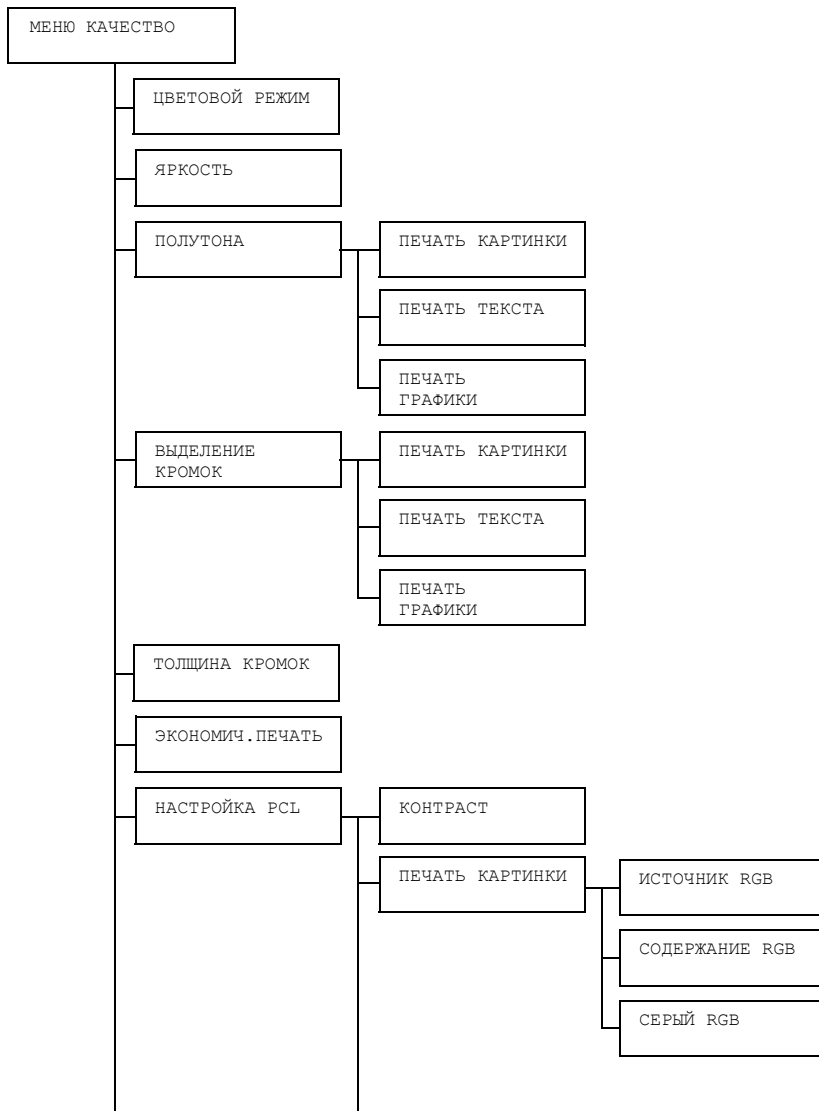 МЕНЮ КАЧЕСТВО
ЦВЕТОВОЙ РЕЖИМ
ЯРКОСТЬ
ПОЛУТОНА
ПЕЧАТЬ КАРТИНКИ
ПЕЧАТЬ ТЕКСТА
ПЕЧАТЬ
ГРАФИКИ
ВЫДЕЛЕНИЕ
КРОМОК
ПЕЧАТЬ КАРТИНКИ
ПЕЧАТЬ ТЕКСТА
ПЕЧАТЬ
ГРАФИКИ
ТОЛЩИНА КРОМОК
ЭКОНОМИЧ.ПЕЧАТЬ
НАСТРОЙКА PCL
КОНТРАСТ
ПЕЧАТЬ КАРТИНКИ
ИСТОЧНИК RGB
СОДЕРЖАНИЕ RGB
СЕРЫЙ RGB